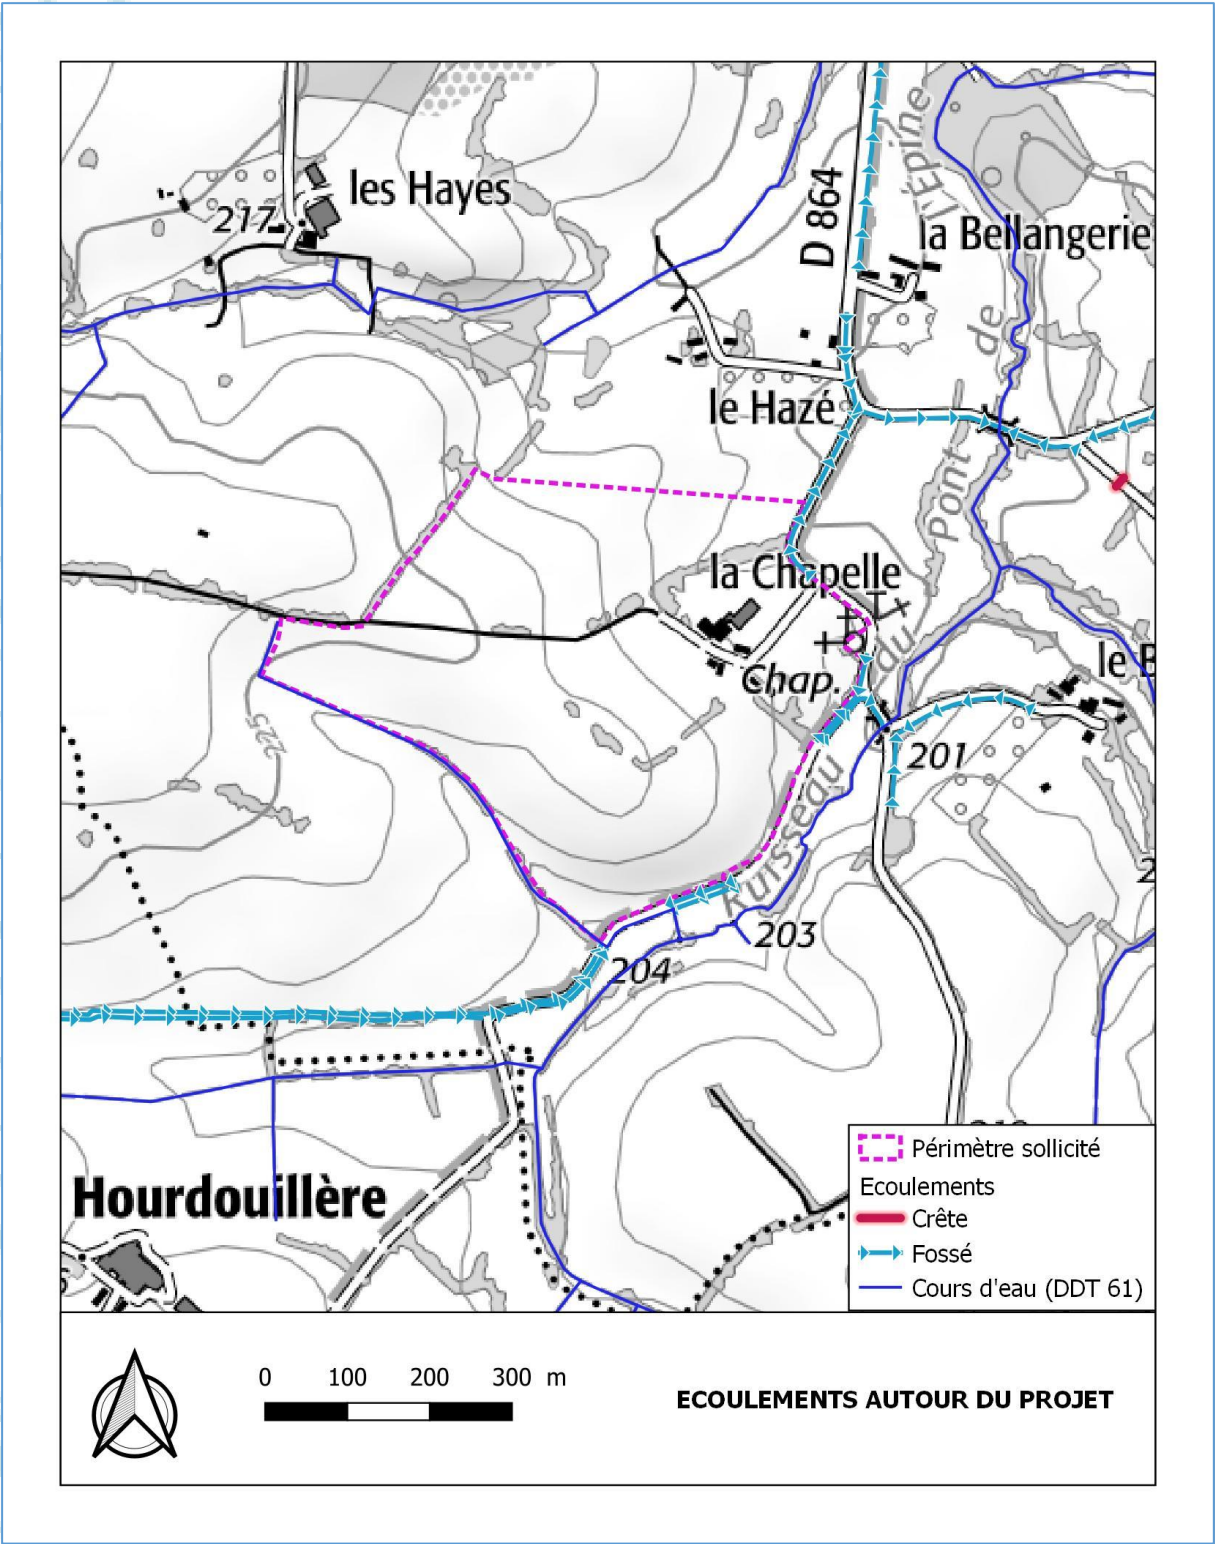 les Hayes
217
D 864
l'Épine
la Bellangerie
de
le Hazé
Pont
la Chapelle
du
Chap.
le B
225
201
Ruisseau
203
204
Hourdouillère
Périmètre sollicité
Ecoulements
Crête
Fossé
Cours d'eau (DDT 61)
0 100 200 300 m
ECOULEMENTS AUTOUR DU PROJET